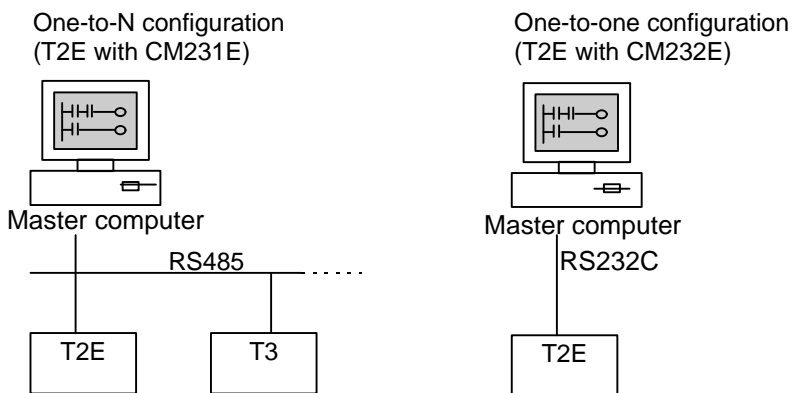 One-to-N configuration
(T2E with CM231E)
Master computer
RS485
T2E
T3
One-to-one configuration
(T2E with CM232E)
Master computer
RS232C
T2E